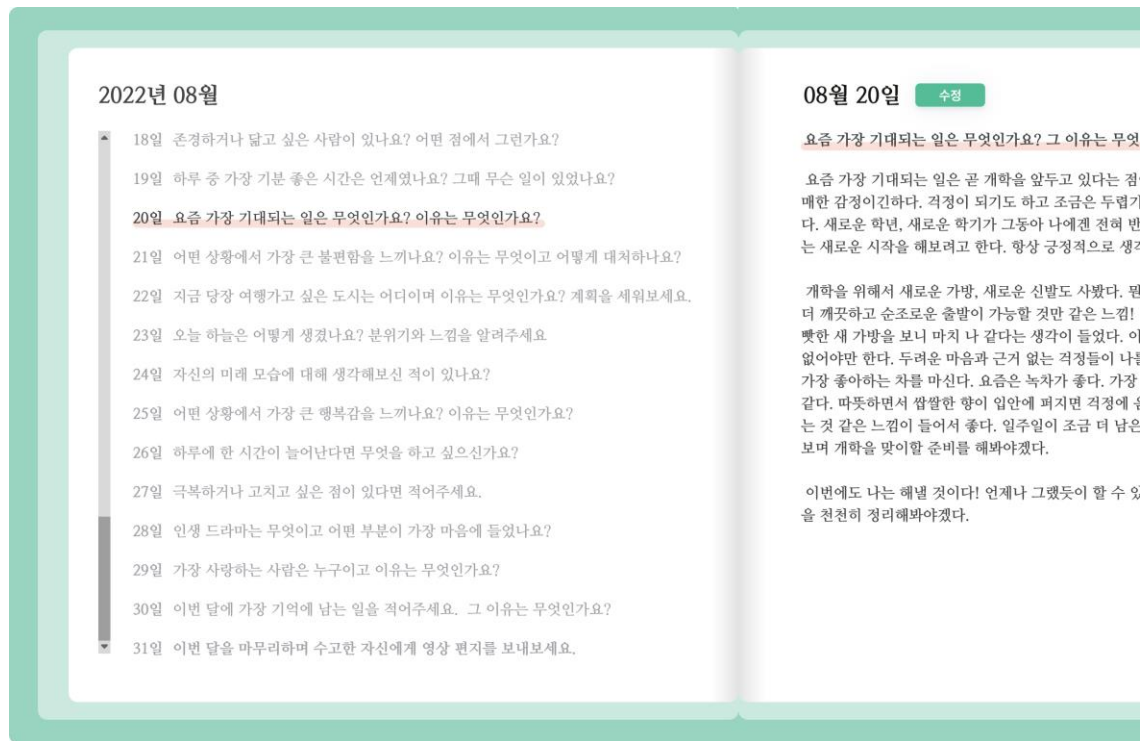 2022년 08월
18일 존경하거나 닮고 싶은 사람이 있나요? 어떤 점에서 그런가요?
19일 하루 중 가장 기분 좋은 시간은 언제였나요? 그때 무슨 일이 있었나요?
20일 요즘 가장 기대되는 일은 무엇인가요? 이유는 무엇인가요?
21일 어떤 상황에서 가장 큰 불편함을 느끼나요? 이유는 무엇이고 어떻게 대처하나요?
22일 지금 당장 여행가고 싶은 도시는 어디이며 이유는 무엇인가요? 계획을 세워보세요.
23일 오늘 하늘은 어떻게 생겼나요? 분위기와 느낌을 알려주세요
24일 자신의 미래 모습에 대해 생각해보신 적이 있나요?
25일 어떤 상황에서 가장 큰 행복감을 느끼나요? 이유는 무엇인가요?
26일 하루에 한 시간이 늘어난다면 무엇을 하고 싶으신가요?
27일 극복하거나 고치고 싶은 점이 있다면 적어주세요.
28일 인생 드라마는 무엇이고 어떤 부분이 가장 마음에 들었나요?
29일 가장 사랑하는 사람은 누구이고 이유는 무엇인가요?
30일 이번 달에 가장 기억에 남는 일을 적어주세요. 그 이유는 무엇인가요?
31일 이번 달을 마무리하며 수고한 자신에게 영상 편지를 보내보세요.
08월 20일 수정
요즘 가장 기대되는 일은 무엇인가요? 그 이유는 무엇
요즘 가장 기대되는 일은 곧 개학을 앞두고 있다는 점
매한 감정이긴하다. 걱정이 되기도 하고 조금은 두렵기
다. 새로운 학년, 새로운 학기가 그동아 나에겐 전혀 반
는 새로운 시작을 해보려고 한다. 항상 긍정적으로 생
개학을 위해서 새로운 가방, 새로운 신발도 사봤다. 뭔
더 깨끗하고 순조로운 출발이 가능할 것만 같은 느낌!
빳한 새 가방을 보니 마치 나 같다는 생각이 들었다. 이
없어야만 한다. 두려운 마음과 근거 없는 걱정들이 나를
가장 좋아하는 차를 마신다. 요즘은 녹차가 좋다. 가장
같다. 따뜻하면서 쌉쌀한 향이 입안에 퍼지면 걱정에
는 것 같은 느낌이 들어서 좋다. 일주일이 조금 더 남은
보며 개학을 맞이할 준비를 해봐야겠다.
이번에도 나는 해낼 것이다! 언제나 그랬듯이 할 수
을 천천히 정리해봐야겠다.